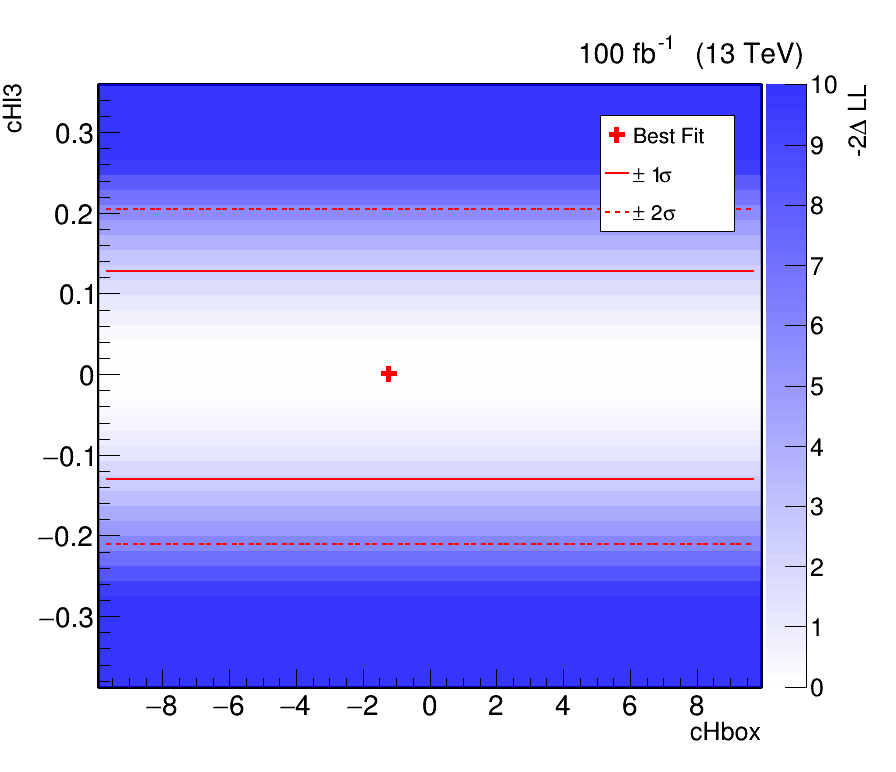 100 fb⁻¹ (13 TeV)
cHl3
0.3
0.2
0.1
0
−0.1
−0.2
−0.3
Best Fit
± 1σ
± 2σ
10
9
8
7
6
5
4
3
2
1
0
-2Δ LL
−8 −6 −4 −2 0 2 4 6 8
cHbox